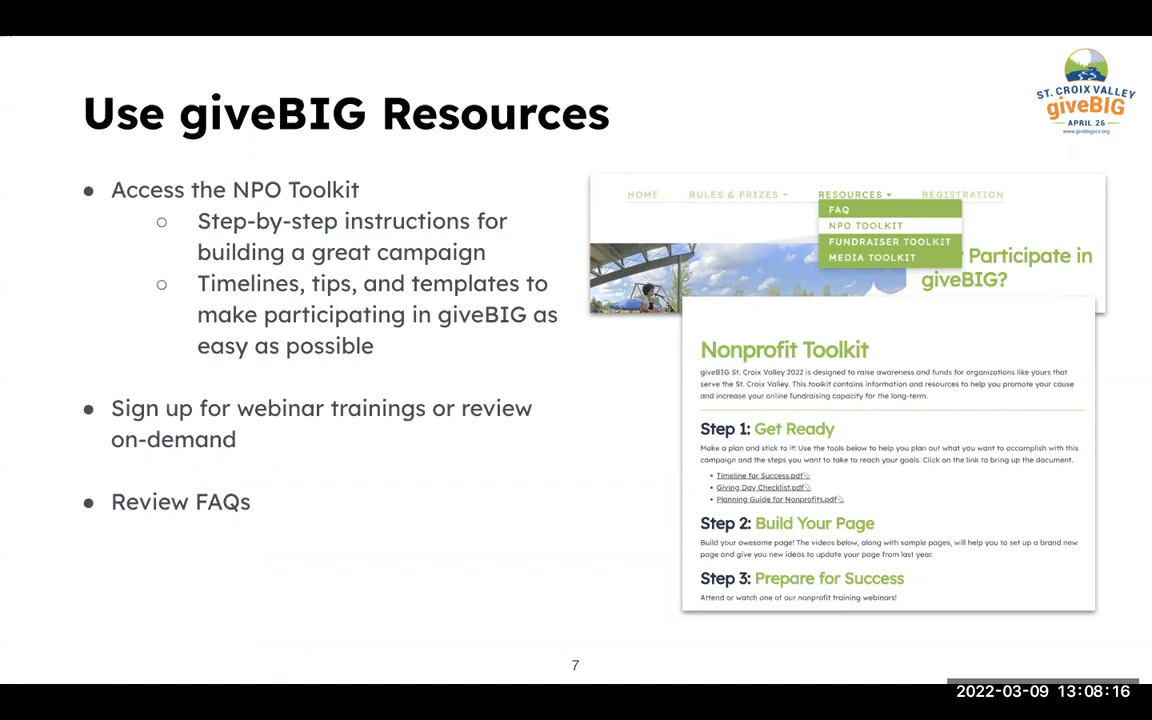 Use giveBIG Resources
ST. CROIX VALLEY
giveBIG
APRIL 26
www.givebigscv.org
● Access the NPO Toolkit
○ Step-by-step instructions for
building a great campaign
○ Timelines, tips, and templates to
make participating in giveBIG as
easy as possible
● Sign up for webinar trainings or review
on-demand
● Review FAQs
HOME RULES & PRIZES RESOURCES REGISTRATION
FAQ
NPO TOOLKIT
FUNDRAISER TOOLKIT
MEDIA TOOLKIT
Participate in
giveBIG?
Nonprofit Toolkit
giveBIG St. Croix Valley 2022 is designed to raise awareness and funds for organizations like yours that
serve the St. Croix Valley. This toolkit contains information and resources to help you promote your cause
and increase your online fundraising capacity for the long-term.
Step 1: Get Ready
Make a plan and stick to it! Use the tools below to help you plan out what you want to accomplish with this
campaign and the steps you want to take to reach your goals. Click on the link to bring up the document.
• Timeline for Success.pdf
• Giving Day Checklist.pdf
• Planning Guide for Nonprofits.pdf
Step 2: Build Your Page
Build your awesome page! The videos below, along with sample pages, will help you to set up a brand new
page and give you new ideas to update your page from last year.
Step 3: Prepare for Success
Attend or watch one of our nonprofit training webinars!
7
2022-03-09 13:08:16